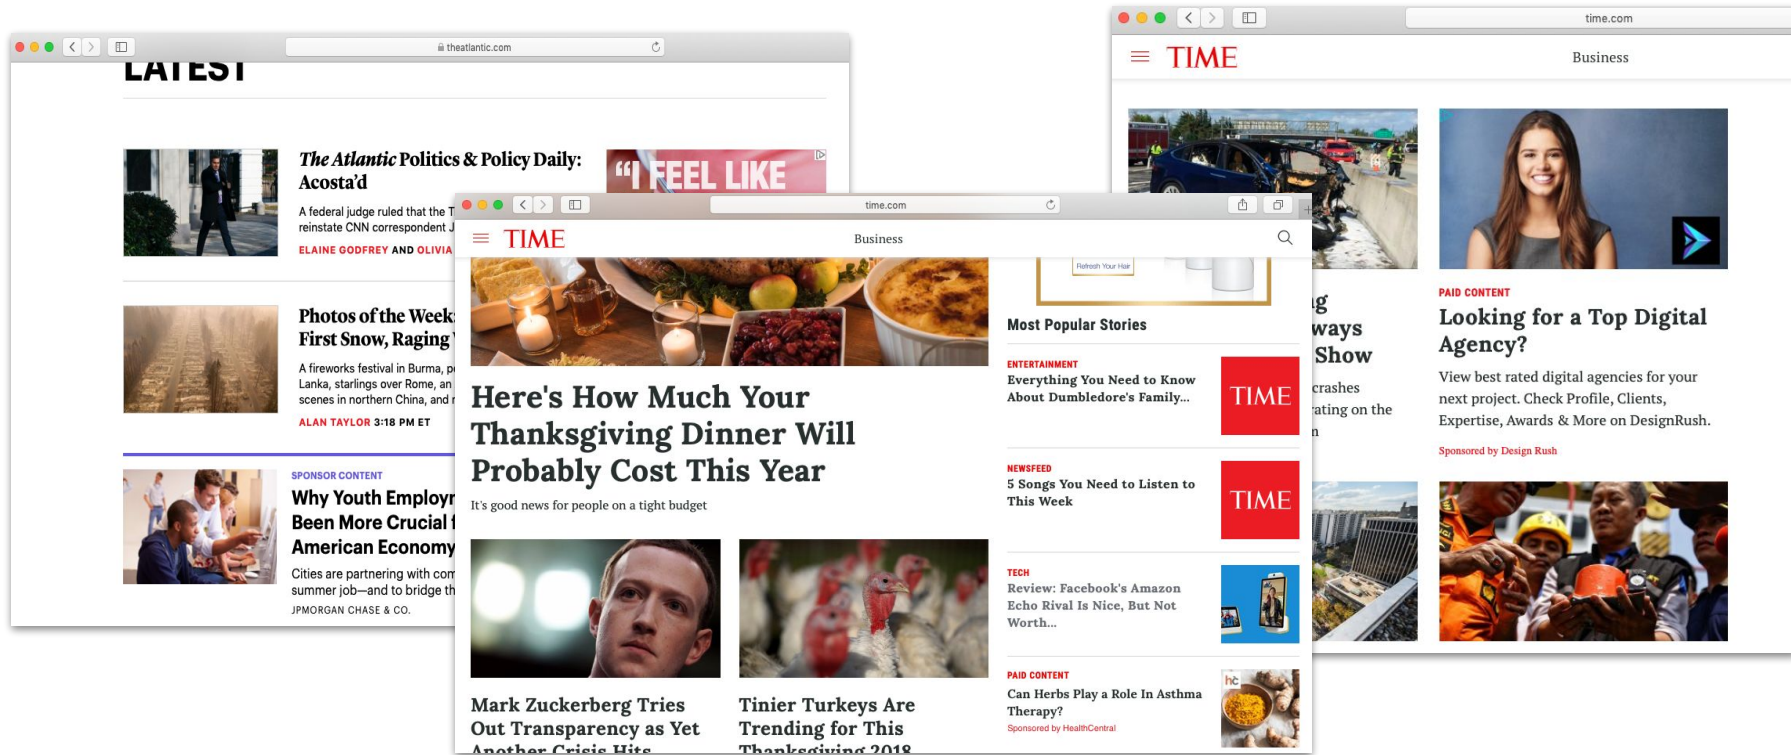 theatlantic.com
LATEST
The Atlantic Politics & Policy Daily:
Acosta'd
A federal judge ruled that the
reinstate CNN correspondent
ELAINE GODFREY AND OLIVIA
"I FEEL LIKE
Photos of the Week:
First Snow, Raging
A fireworks festival in Burma,
Lanka, starlings over Rome, an
scenes in northern China, and
ALAN TAYLOR 3:18 PM ET
SPONSOR CONTENT
Why Youth
Been More Crucial
American Economy
Cities are partnering with
summer job—and to bridge
JPMORGAN CHASE & CO.
time.com
TIME
Business
Refresh Your Hair
Here's How Much Your
Thanksgiving Dinner Will
Probably Cost This Year
It's good news for people on a tight budget
Mark Zuckerberg Tries
Out Transparency as Yet
Another Crisis Hits
Tinier Turkeys Are
Trending for This
Thanksgiving 2018
Most Popular Stories
ENTERTAINMENT
Everything You Need to Know
About Dumbledore's Family...
TIME
NEWSFEED
5 Songs You Need to Listen to
This Week
TIME
TECH
Review: Facebook's Amazon
Echo Rival Is Nice, But Not
Worth...
PAID CONTENT
Can Herbs Play a Role In Asthma
Therapy?
Sponsored by HealthCentral
hc
time.com
TIME
Business
Show
crashes
on the
PAID CONTENT
Looking for a Top Digital
Agency?
View best rated digital agencies for your
next project. Check Profile, Clients,
Expertise, Awards & More on DesignRush.
Sponsored by Design Rush